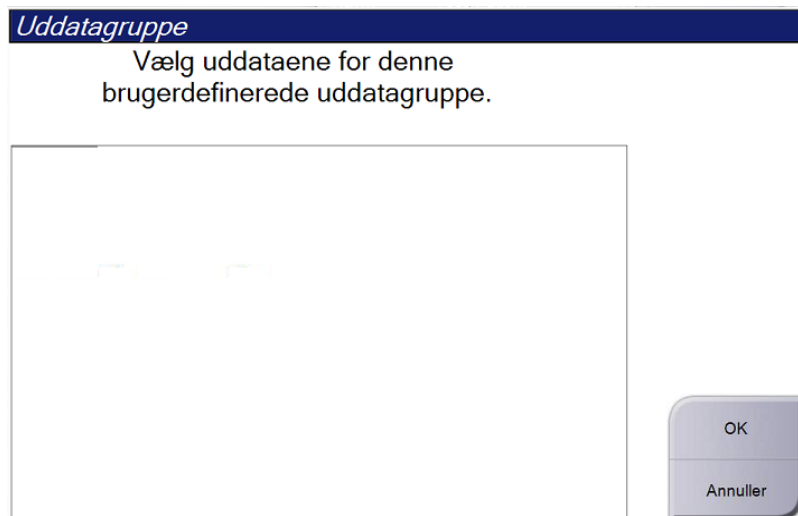 Uddatagruppe
Vælg uddataene for denne
brugerdefinerede uddatagruppe.
OK
Annuller